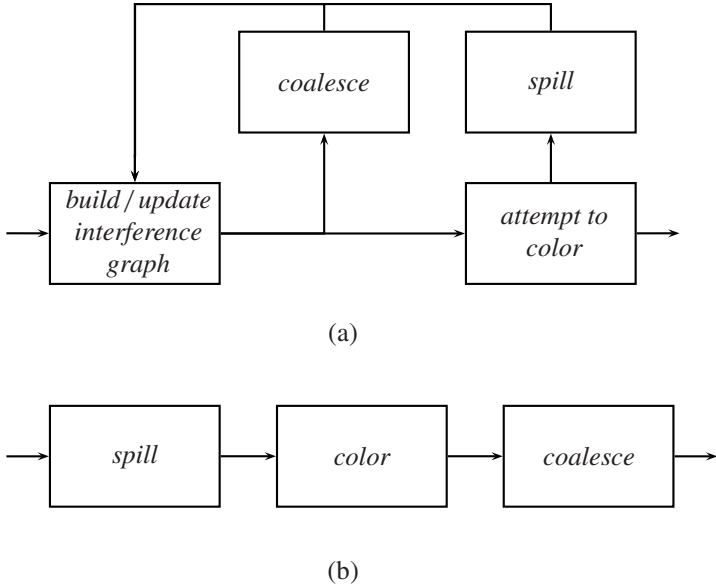 coalesce
spill
build / update
interference
graph
attempt to
color
(a)
spill
color
coalesce
(b)